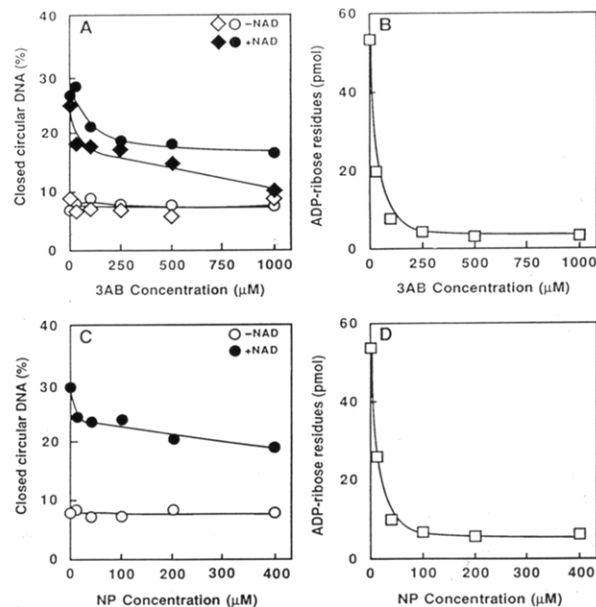 A
−NAD
+NAD
Closed circular DNA (%)
40
30
20
10
0
0 250 500 750 1000
3AB Concentration (μM)
B
ADP-ribose residues (pmol)
60
40
20
0
0 250 500 750 1000
3AB Concentration (μM)
C
−NAD
+NAD
Closed circular DNA (%)
40
30
20
10
0
0 100 200 300 400
NP Concentration (μM)
D
ADP-ribose residues (pmol)
60
40
20
0
0 100 200 300 400
NP Concentration (μM)